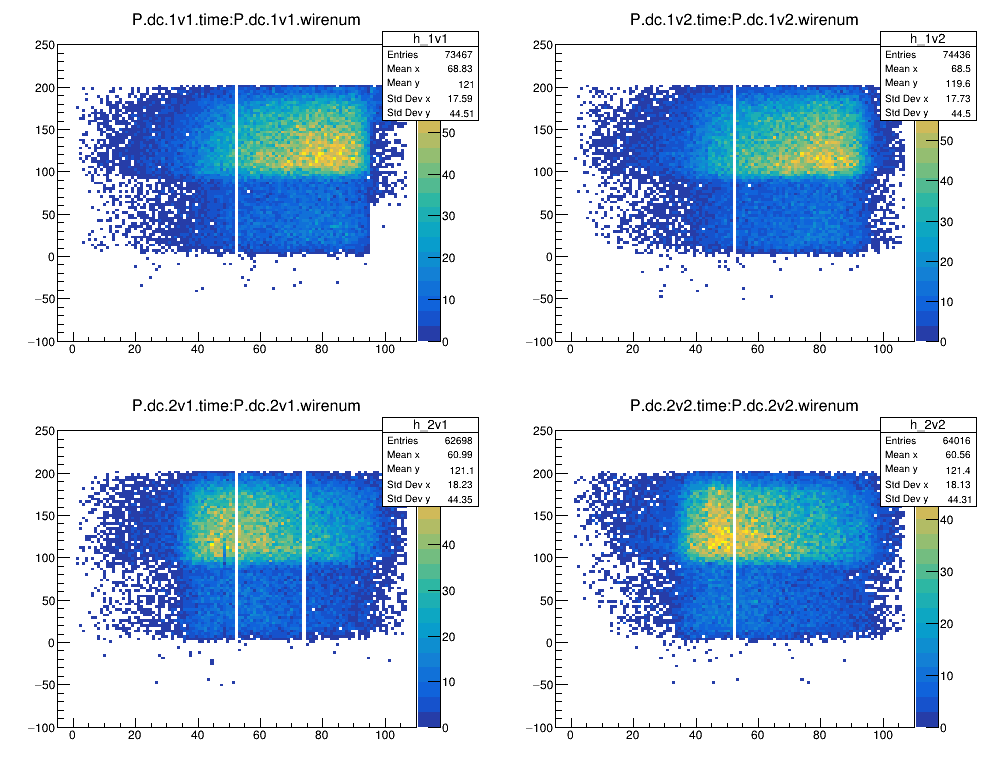 P.dc.1v1.time:P.dc.1v1.wirenum
h_1v1
Entries 73467
Mean x 68.83
Mean y 121
Std Dev x 17.59
Std Dev y 44.51
250
200
150
100
50
0
−50
−100
0 20 40 60 80 100
50
40
30
20
10
0
P.dc.1v2.time:P.dc.1v2.wirenum
h_1v2
Entries 74436
Mean x 68.5
Mean y 119.6
Std Dev x 17.73
Std Dev y 44.5
250
200
150
100
50
0
−50
−100
0 20 40 60 80 100
50
40
30
20
10
0
P.dc.2v1.time:P.dc.2v1.wirenum
h_2v1
Entries 62698
Mean x 60.99
Mean y 121.1
Std Dev x 18.23
Std Dev y 44.35
250
200
150
100
50
0
−50
−100
0 20 40 60 80 100
40
30
20
10
0
P.dc.2v2.time:P.dc.2v2.wirenum
h_2v2
Entries 64016
Mean x 60.56
Mean y 121.4
Std Dev x 18.13
Std Dev y 44.31
250
200
150
100
50
0
−50
−100
0 20 40 60 80 100
40
30
20
10
0